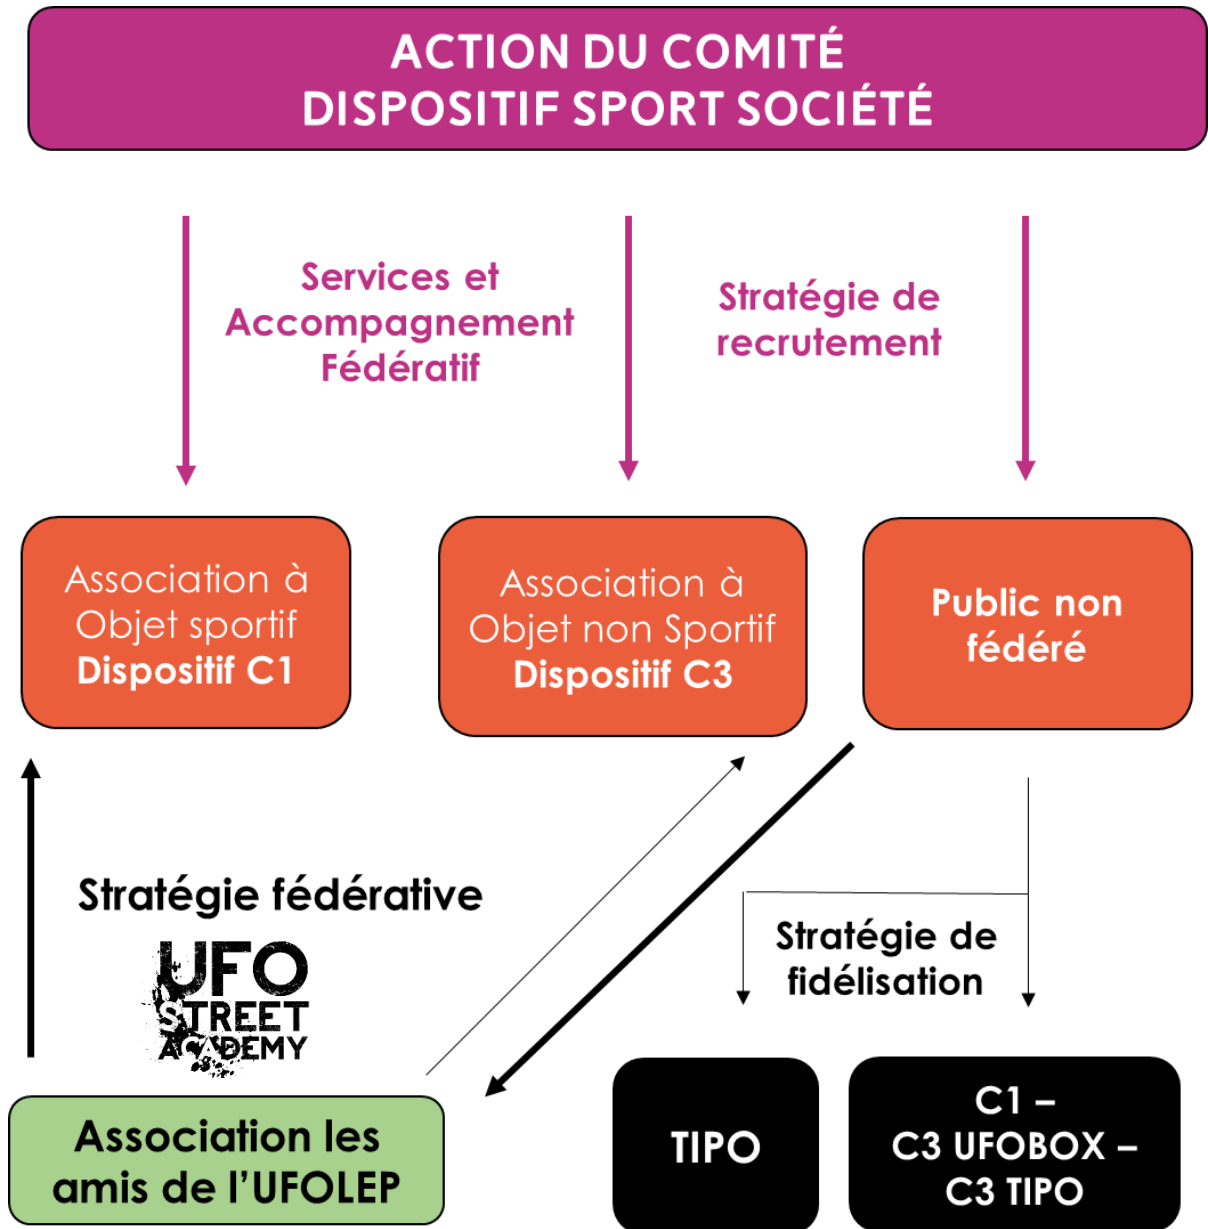 ACTION DU COMITÉ
DISPOSITIF SPORT SOCIÉTÉ
Services et
Accompagnement
Fédératif
Stratégie de
recrutement
Association à
Objet sportif
Dispositif C1
Association à
Objet non Sportif
Dispositif C3
Public non
fédéré
Stratégie fédérative
UFO
STREET
ACADEMY
Stratégie de
fidélisation
Association les
amis de l’UFOLEP
TIPO
C1 –
C3 UFOBOX –
C3 TIPO